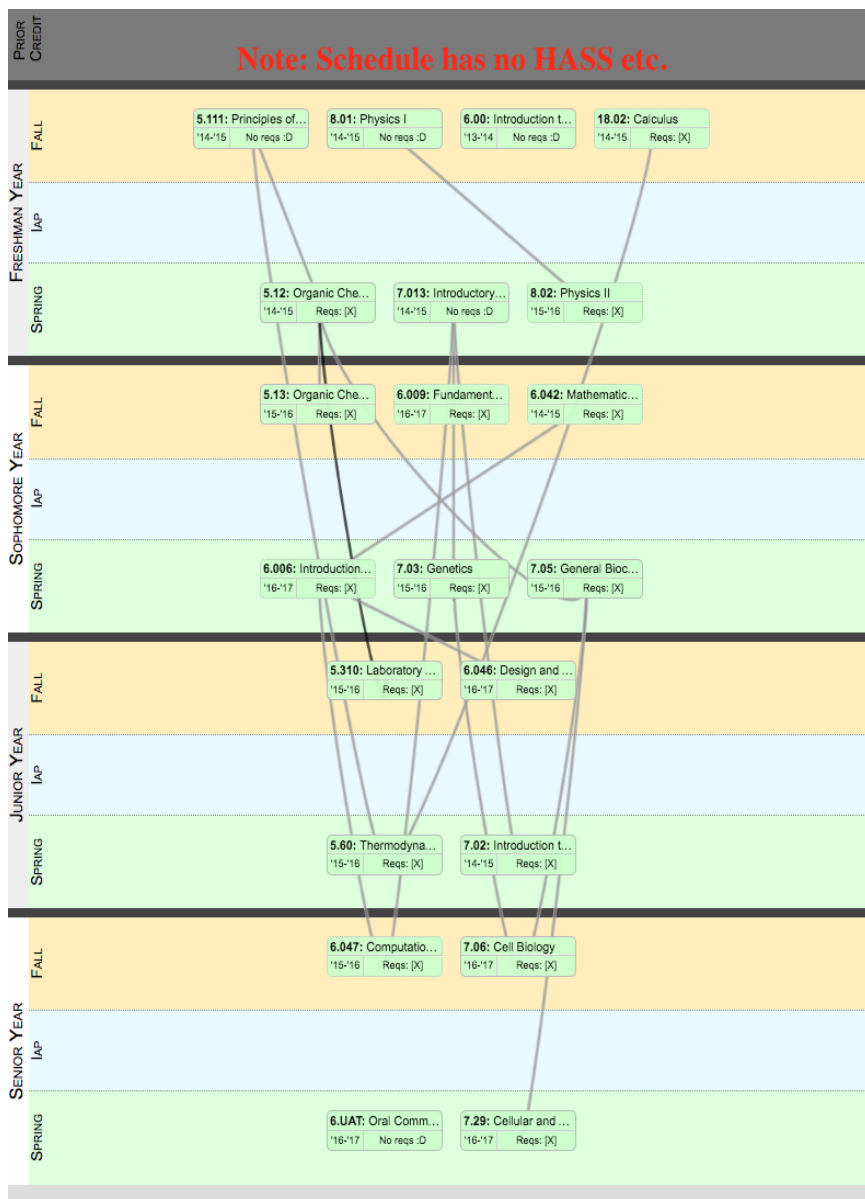 PRIOR CREDIT
Note: Schedule has no HASS etc.
FRESHMAN YEAR
FALL
5.111: Principles of...
'14-'15 No reqs :D
8.01: Physics I
'14-'15 No reqs :D
6.00: Introduction t...
'13-'14 No reqs :D
18.02: Calculus
'14-'15 Reqs: [X]
IAP
SPRING
5.12: Organic Che...
'14-'15 Reqs: [X]
7.013: Introductory...
'14-'15 No reqs :D
8.02: Physics II
'15-'16 Reqs: [X]
SOPHOMORE YEAR
FALL
5.13: Organic Che...
'15-'16 Reqs: [X]
6.009: Fundament...
'16-'17 Reqs: [X]
6.042: Mathematic...
'14-'15 Reqs: [X]
IAP
SPRING
6.006: Introduction...
'16-'17 Reqs: [X]
7.03: Genetics
'15-'16 Reqs: [X]
7.05: General Bioc...
'15-'16 Reqs: [X]
JUNIOR YEAR
FALL
5.310: Laboratory ...
'15-'16 Reqs: [X]
6.046: Design and ...
'16-'17 Reqs: [X]
IAP
SPRING
5.60: Thermodyna...
'15-'16 Reqs: [X]
7.02: Introduction t...
'14-'15 Reqs: [X]
SENIOR YEAR
FALL
6.047: Computatio...
'15-'16 Reqs: [X]
7.06: Cell Biology
'16-'17 Reqs: [X]
IAP
SPRING
6.UAT: Oral Comm...
'16-'17 No reqs :D
7.29: Cellular and ...
'16-'17 Reqs: [X]